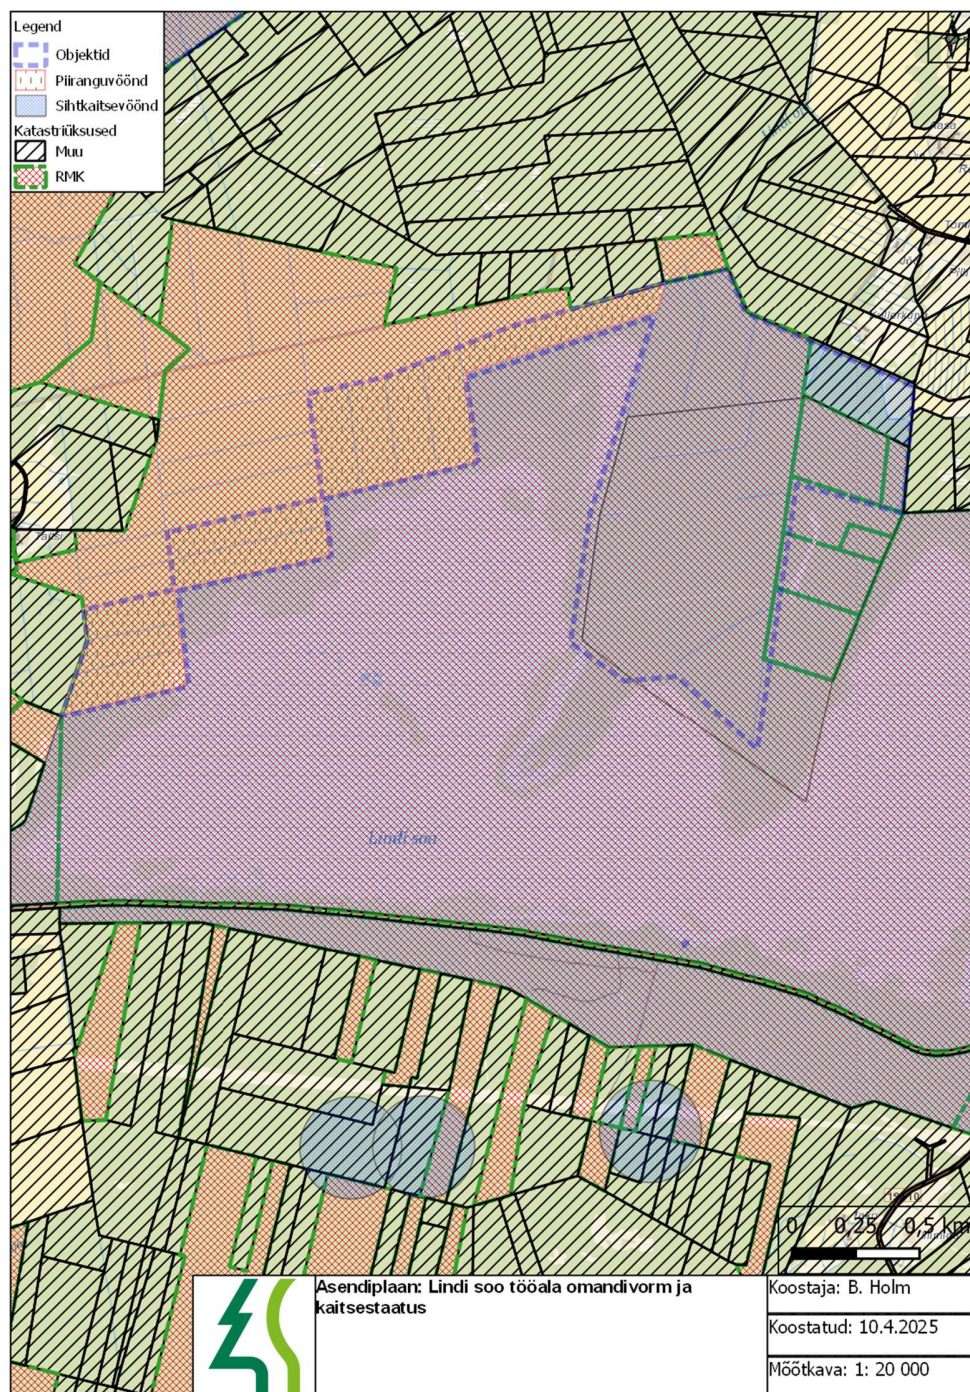 Legend
Objektid
Piiranguvöönd
Sihtkaitsevöönd
Katastriüksused
Muu
RMK
Lindi soo
0 0,25 0,5 km
Asendiplaan: Lindi soo tööala omandivorm ja
kaitsestaatus
Koostaja: B. Holm
Koostatud: 10.4.2025
Mõõtkava: 1: 20 000